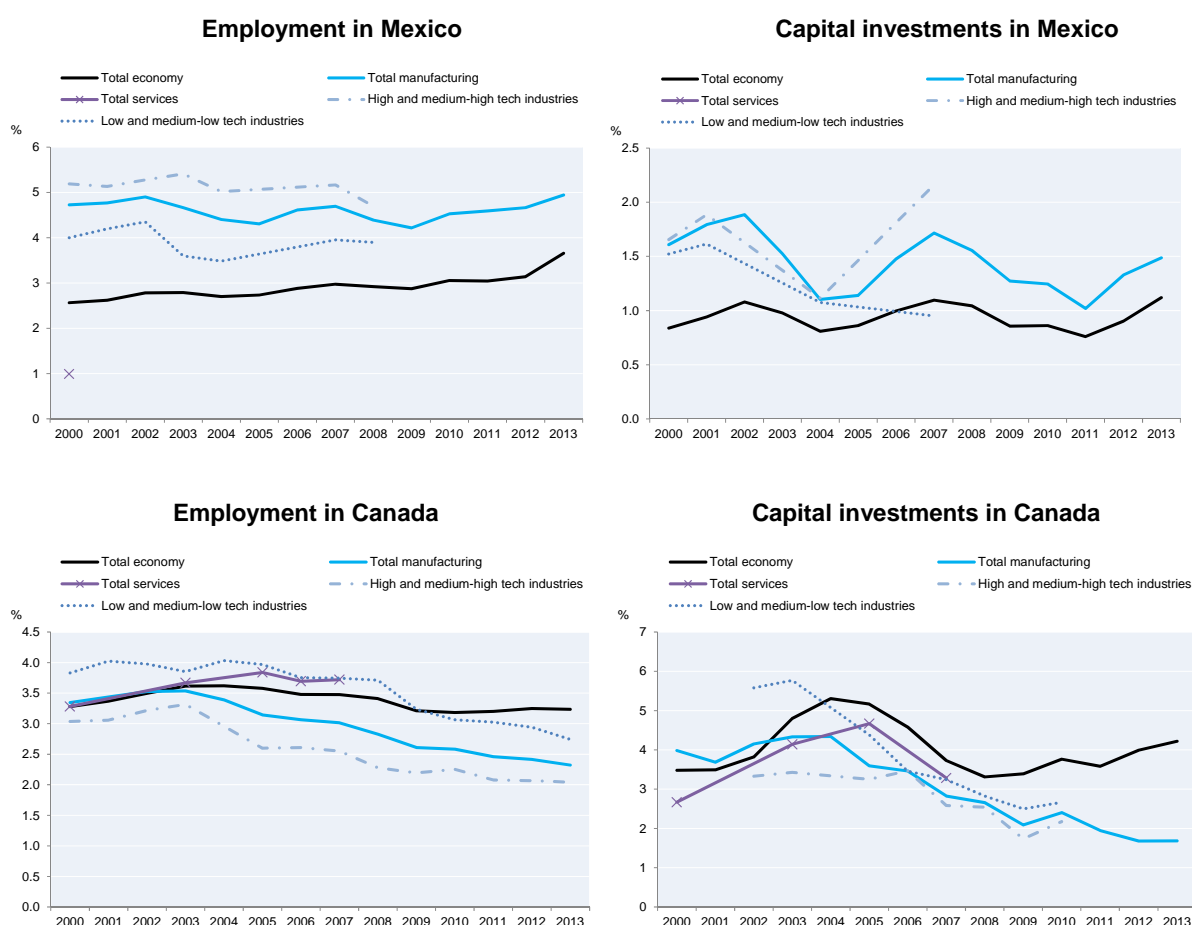 Employment in Mexico
Total economy
Total manufacturing
Total services
High and medium-high tech industries
Low and medium-low tech industries
%
6
5
4
3
2
1
0
2000 2001 2002 2003 2004 2005 2006 2007 2008 2009 2010 2011 2012 2013
Capital investments in Mexico
Total economy
Total manufacturing
Total services
High and medium-high tech industries
Low and medium-low tech industries
%
2.5
2.0
1.5
1.0
0.5
0.0
2000 2001 2002 2003 2004 2005 2006 2007 2008 2009 2010 2011 2012 2013
Employment in Canada
Total economy
Total manufacturing
Total services
High and medium-high tech industries
Low and medium-low tech industries
%
4.5
4.0
3.5
3.0
2.5
2.0
1.5
1.0
0.5
0.0
2000 2001 2002 2003 2004 2005 2006 2007 2008 2009 2010 2011 2012 2013
Capital investments in Canada
Total economy
Total manufacturing
Total services
High and medium-high tech industries
Low and medium-low tech industries
%
7
6
5
4
3
2
1
0
2000 2001 2002 2003 2004 2005 2006 2007 2008 2009 2010 2011 2012 2013